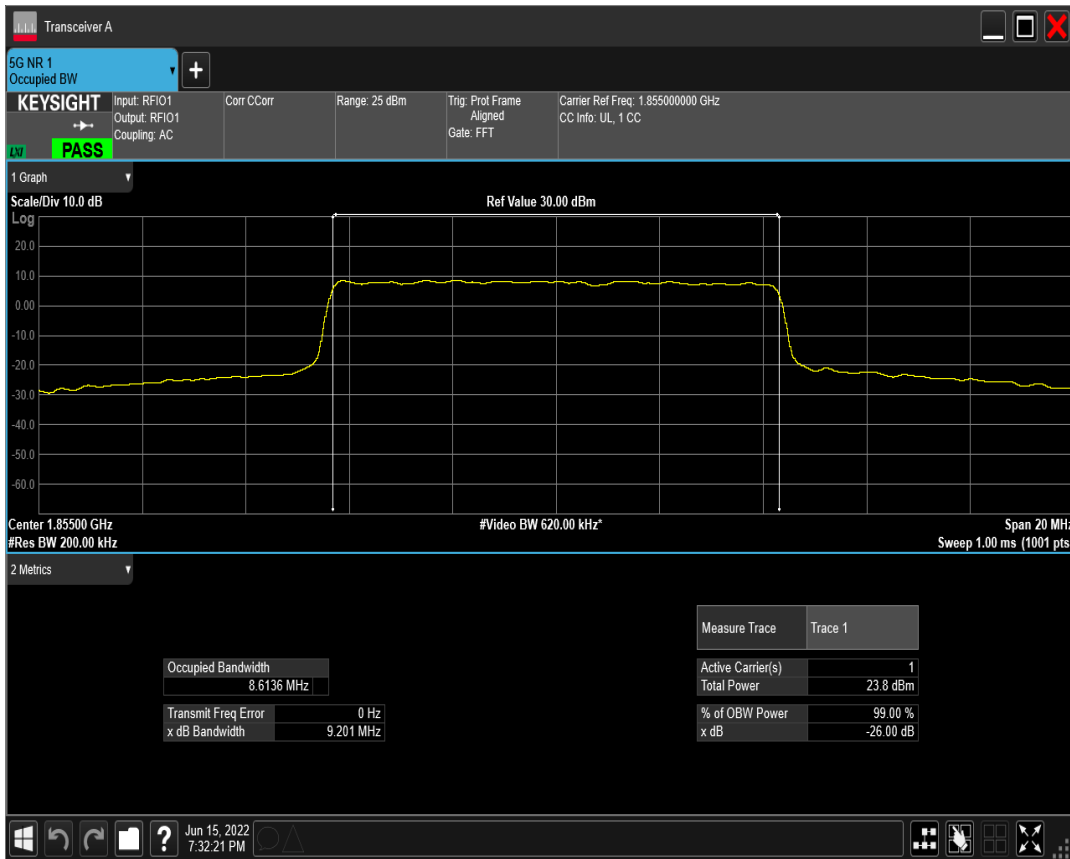 Transceiver A
5G NR 1
Occupied BW
KEYSIGHT
LXI
PASS
Input: RFIO1
Output: RFIO1
Coupling: AC
Corr CCorr
Range: 25 dBm
Trig: Prot Frame
Aligned
Gate: FFT
Carrier Ref Freq: 1.855000000 GHz
CC Info: UL, 1 CC
1 Graph
Scale/Div 10.0 dB
Ref Value 30.00 dBm
Log
20.0
10.0
0.00
-10.0
-20.0
-30.0
-40.0
-50.0
-60.0
Center 1.85500 GHz
#Video BW 620.00 kHz*
Span 20 MHz
#Res BW 200.00 kHz
Sweep 1.00 ms (1001 pts
2 Metrics
Measure Trace Trace 1
Occupied Bandwidth
8.6136 MHz
Active Carrier(s) 1
Total Power 23.8 dBm
Transmit Freq Error 0 Hz
x dB Bandwidth 9.201 MHz
% of OBW Power 99.00 %
x dB -26.00 dB
?
Jun 15, 2022
7:32:21 PM